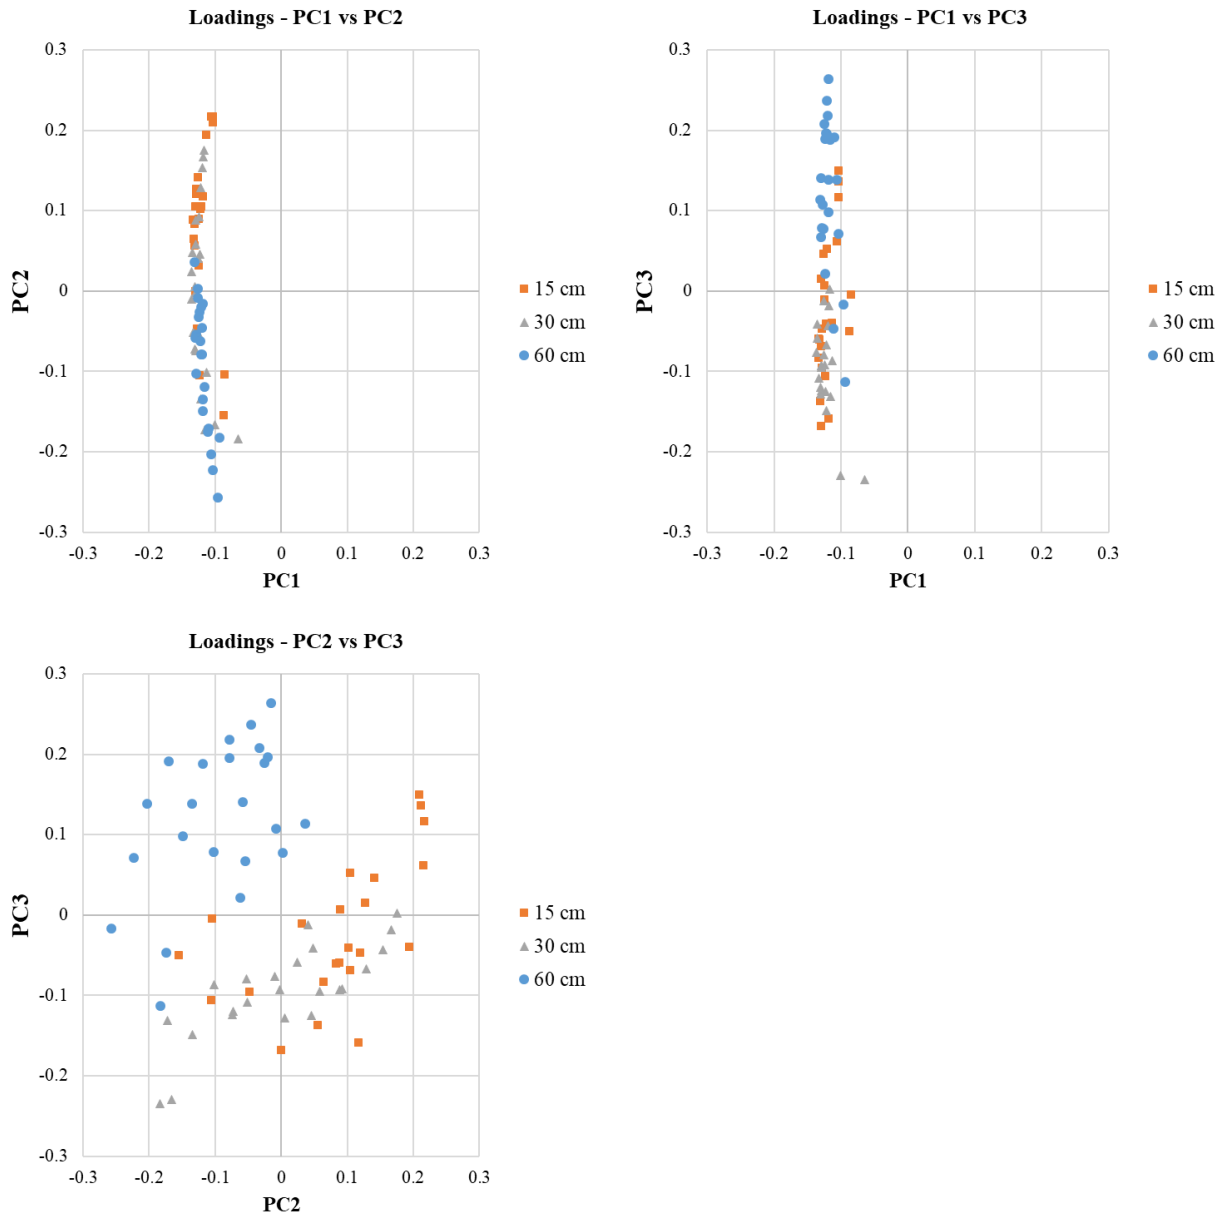 Loadings - PC1 vs PC2
0.3
0.2
0.1
0
-0.1
-0.2
-0.3
PC2
-0.3 -0.2 -0.1 0 0.1 0.2 0.3
PC1
15 cm
30 cm
60 cm
Loadings - PC1 vs PC3
0.3
0.2
0.1
0
-0.1
-0.2
-0.3
PC3
-0.3 -0.2 -0.1 0 0.1 0.2 0.3
PC1
15 cm
30 cm
60 cm
Loadings - PC2 vs PC3
0.3
0.2
0.1
0
-0.1
-0.2
-0.3
PC3
-0.3 -0.2 -0.1 0 0.1 0.2 0.3
PC2
15 cm
30 cm
60 cm